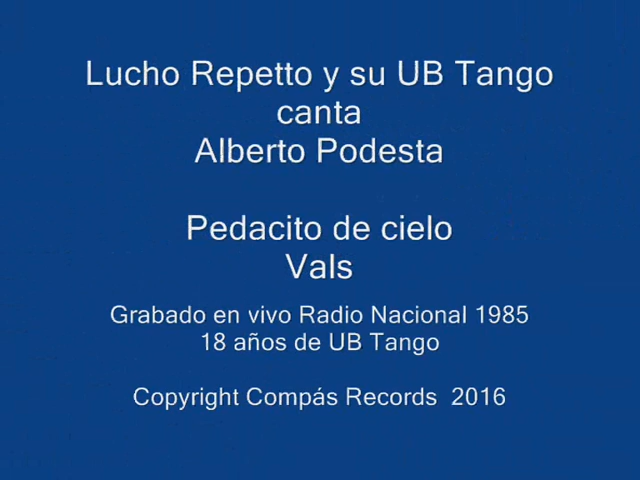 Lucho Repetto y su UB Tango
canta
Alberto Podesta
Pedacito de cielo
Vals
Grabado en vivo Radio Nacional 1985
18 años de UB Tango
Copyright Compás Records 2016